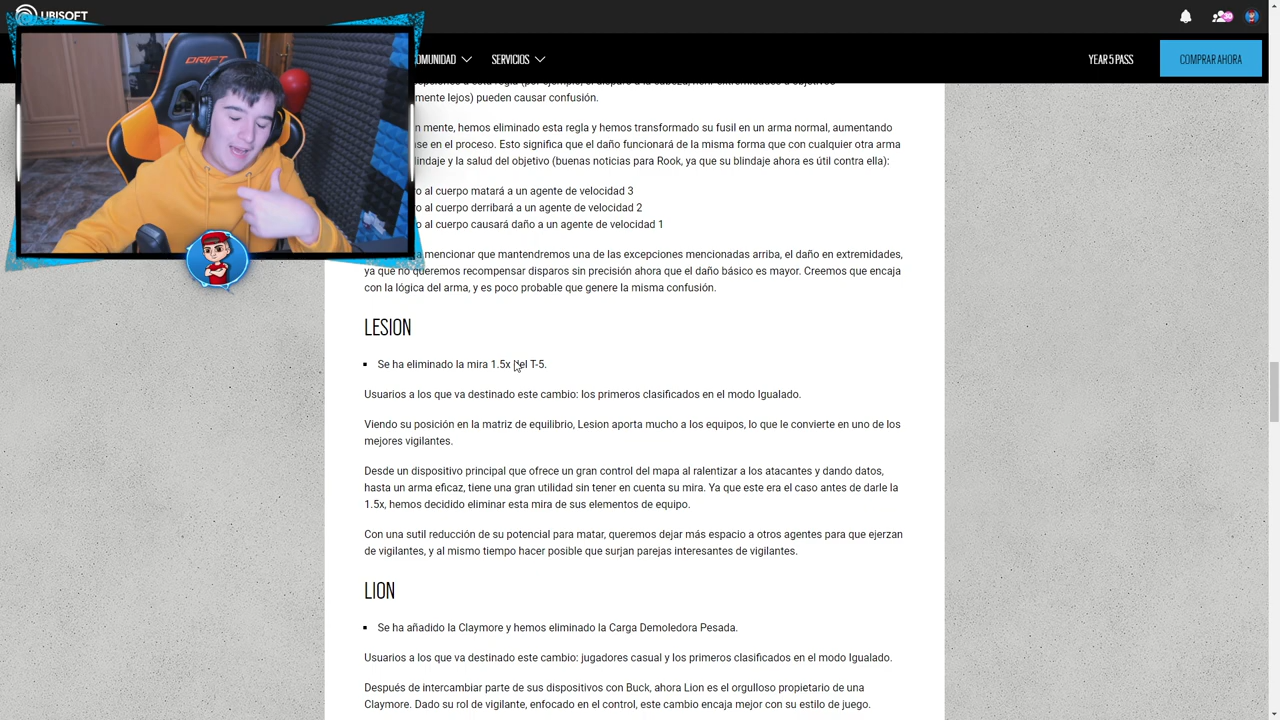 UBISOFT
OMUNIDAD
SERVICIOS
YEAR 5 PASS
COMPRAR AHORA
DRIFT
mente lejos) pueden causar confusión.
n mente, hemos eliminado esta regla y hemos transformado su fusil en un arma normal, aumentando
se en el proceso. Esto significa que el daño funcionará de la misma forma que con cualquier otra arma
lindaje y la salud del objetivo (buenas noticias para Rook, ya que su blindaje ahora es útil contra ella):
o al cuerpo matará a un agente de velocidad 3
o al cuerpo derribará a un agente de velocidad 2
o al cuerpo causará daño a un agente de velocidad 1
a mencionar que mantendremos una de las excepciones mencionadas arriba, el daño en extremidades,
ya que no queremos recompensar disparos sin precisión ahora que el daño básico es mayor. Creemos que encaja
con la lógica del arma, y es poco probable que genere la misma confusión.
LESION
Se ha eliminado la mira 1.5x del T-5.
Usuarios a los que va destinado este cambio: los primeros clasificados en el modo Igualado.
Viendo su posición en la matriz de equilibrio, Lesion aporta mucho a los equipos, lo que le convierte en uno de los
mejores vigilantes.
Desde un dispositivo principal que ofrece un gran control del mapa al ralentizar a los atacantes y dando datos,
hasta un arma eficaz, tiene una gran utilidad sin tener en cuenta su mira. Ya que este era el caso antes de darle la
1.5x, hemos decidido eliminar esta mira de sus elementos de equipo.
Con una sutil reducción de su potencial para matar, queremos dejar más espacio a otros agentes para que ejerzan
de vigilantes, y al mismo tiempo hacer posible que surjan parejas interesantes de vigilantes.
LION
Se ha añadido la Claymore y hemos eliminado la Carga Demoledora Pesada.
Usuarios a los que va destinado este cambio: jugadores casual y los primeros clasificados en el modo Igualado.
Después de intercambiar parte de sus dispositivos con Buck, ahora Lion es el orgulloso propietario de una
Claymore. Dado su rol de vigilante, enfocado en el control, este cambio encaja mejor con su estilo de juego.